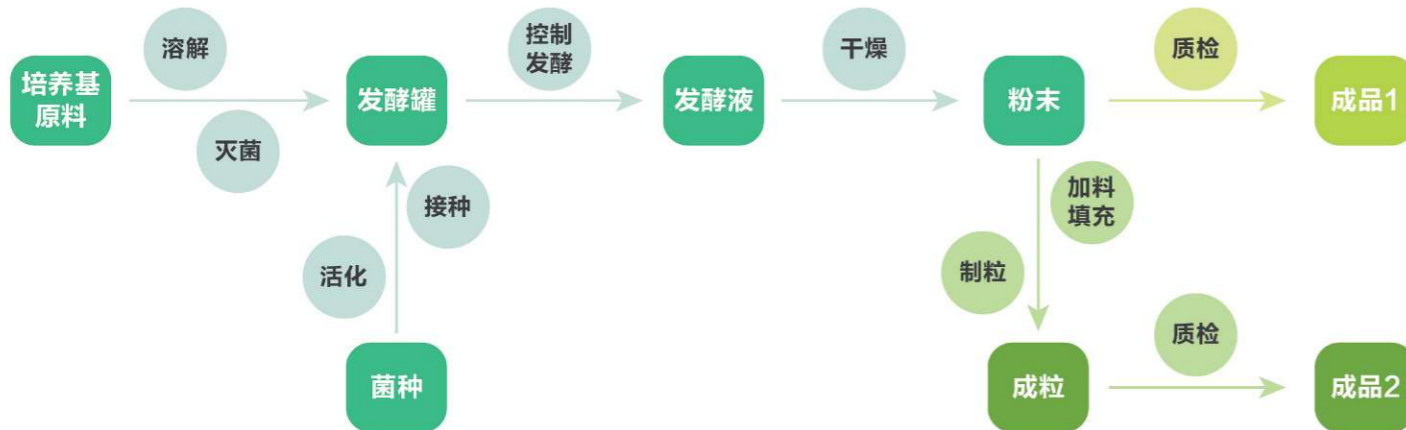 溶解
控制
发酵
干燥
质检
培养基
原料
发酵罐
发酵液
粉末
成品1
灭菌
接种
加料
填充
活化
制粒
质检
菌种
成粒
成品2